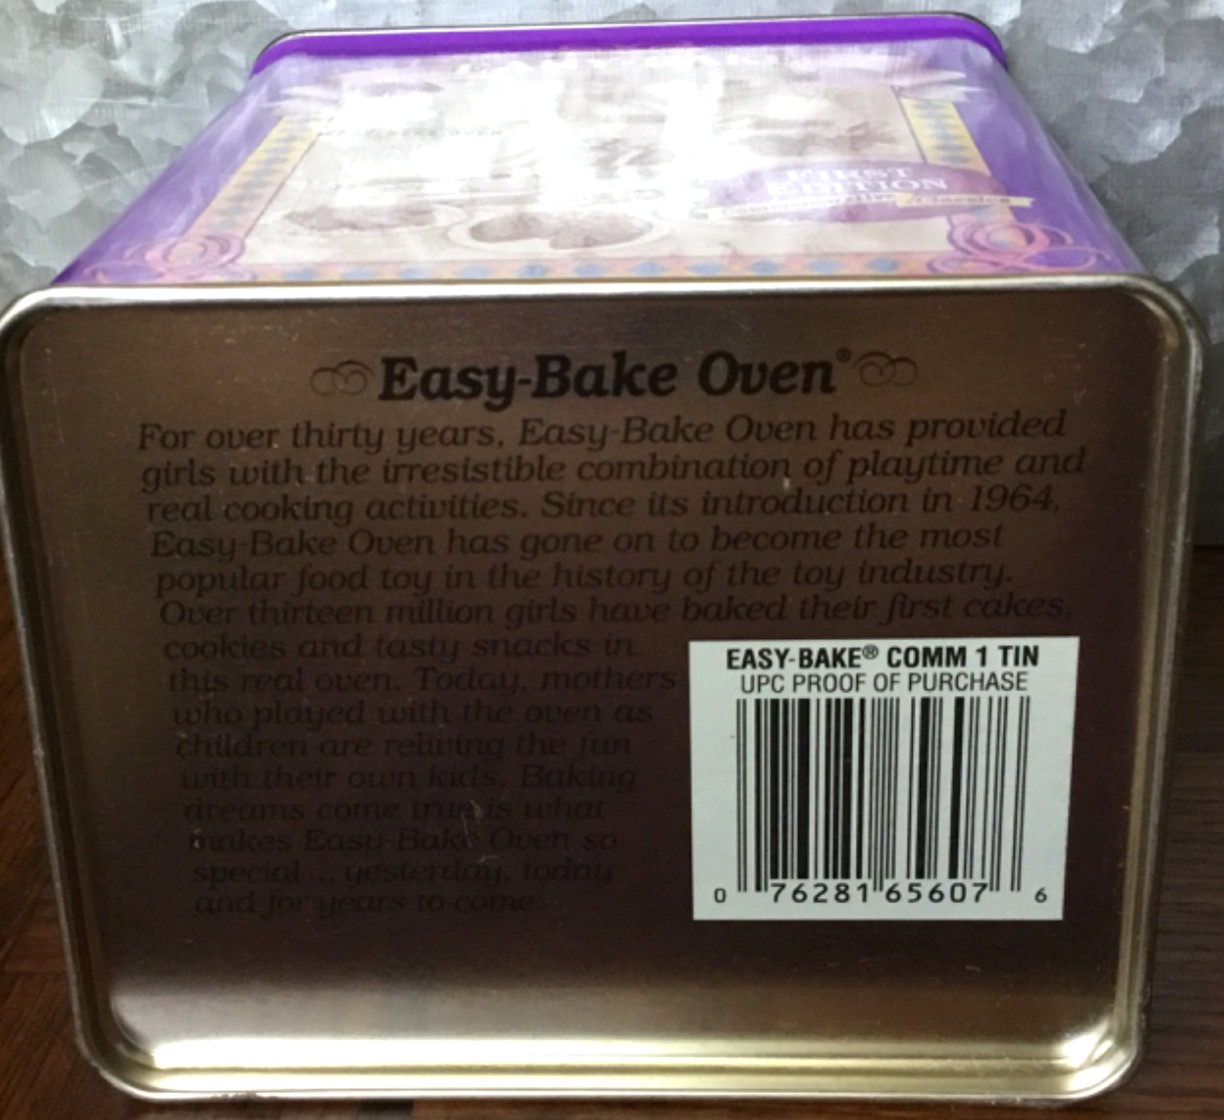 FIRST
EDITION
Commemorative Classics
Easy-Bake Oven®
For over thirty years, Easy-Bake Oven has provided
girls with the irresistible combination of playtime and
real cooking activities. Since its introduction in 1964,
Easy-Bake Oven has gone on to become the most
popular food toy in the history of the toy industry.
Over thirteen million girls have baked their first cakes,
cookies and tasty snacks in
this real oven. Today, mothers
who played with the oven as
children are reliving the fun
with their own kids. Baking
dreams come true is what
makes Easy-Bake Oven so
special ... yesterday, today
and for years to come.
EASY-BAKE® COMM 1 TIN
UPC PROOF OF PURCHASE
0 76281 65607 6